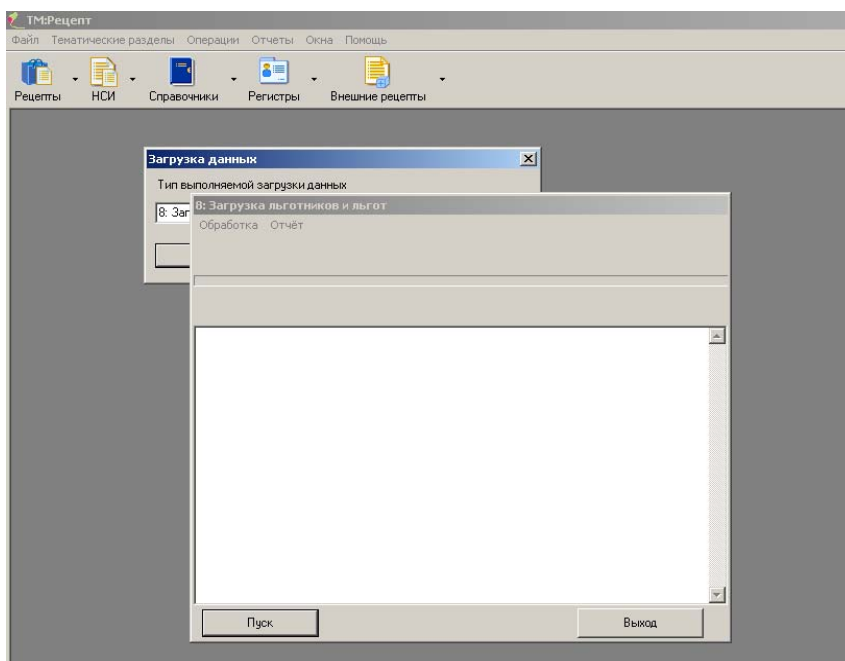 ТМ:Рецепт
Файл Тематические разделы Операции Отчеты Окна Помощь
Рецепты НСИ Справочники Регистры Внешние рецепты
Загрузка данных
Тип выполняемой загрузки данных
8: Заг
8: Загрузка льготников и льгот
Обработка Отчёт
Пуск Выход